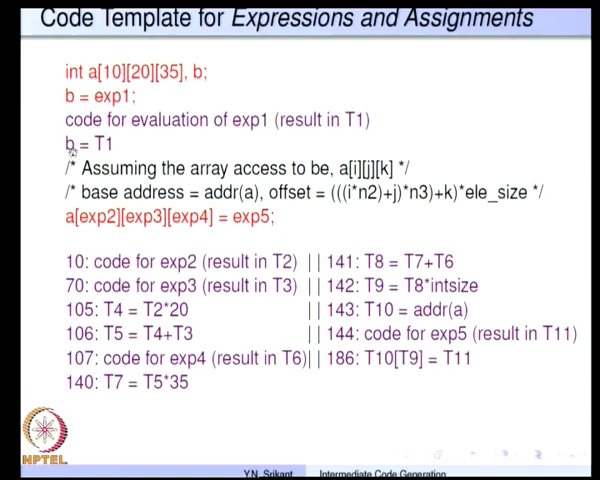 Code Template for Expressions and Assignments
int a[10][20][35], b;
b = exp1;
code for evaluation of exp1 (result in T1)
b = T1
/* Assuming the array access to be, a[i][j][k] */
/* base address = addr(a), offset = (((i*n2)+j)*n3)+k)*ele_size */
a[exp2][exp3][exp4] = exp5;
10: code for exp2 (result in T2) || 141: T8 = T7+T6
70: code for exp3 (result in T3) || 142: T9 = T8*intsize
105: T4 = T2*20 || 143: T10 = addr(a)
106: T5 = T4+T3 || 144: code for exp5 (result in T11)
107: code for exp4 (result in T6)|| 186: T10[T9] = T11
140: T7 = T5*35
NPTEL
Y.N. Srikant Intermediate Code Generation